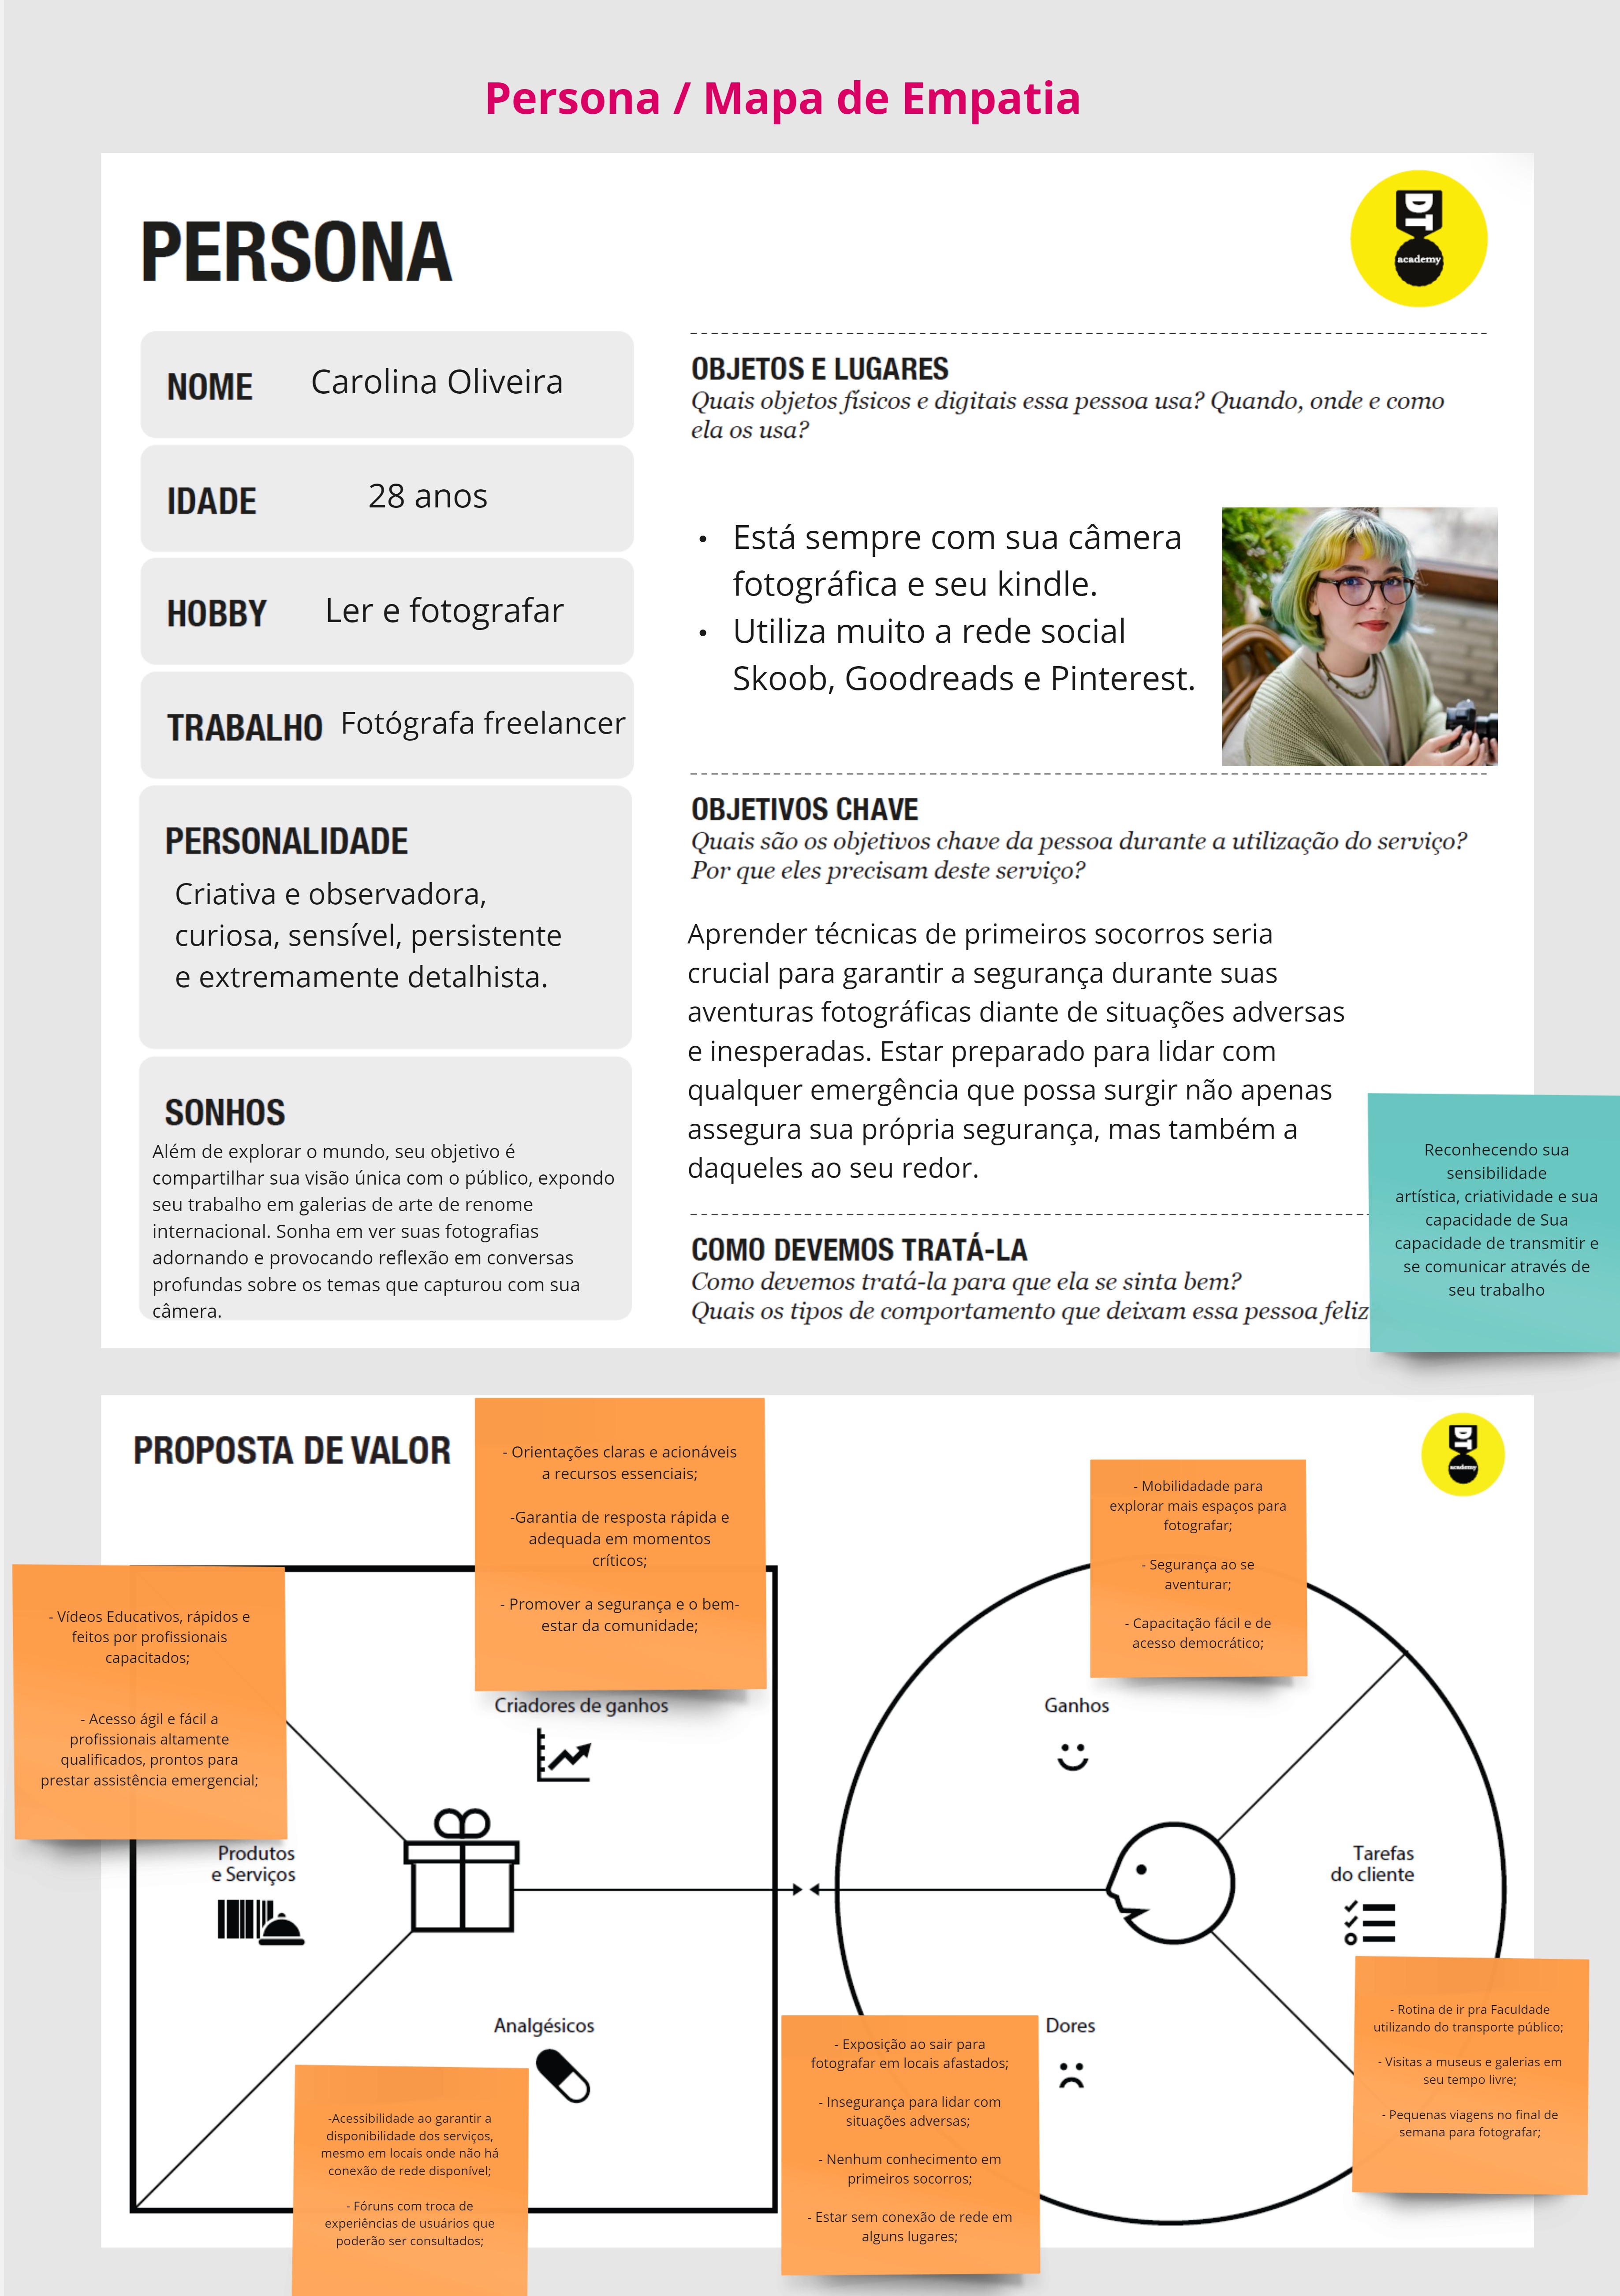 Persona / Mapa de Empatia
PERSONA
DT
academy
NOME
Carolina Oliveira
IDADE
28 anos
HOBBY
Ler e fotografar
TRABALHO
Fotógrafa freelancer
PERSONALIDADE
Criativa e observadora,
curiosa, sensível, persistente
e extremamente detalhista.
SONHOS
Além de explorar o mundo, seu objetivo é
compartilhar sua visão única com o público, expondo
seu trabalho em galerias de arte de renome
internacional. Sonha em ver suas fotografias
adornando e provocando reflexão em conversas
profundas sobre os temas que capturou com sua
câmera.
OBJETOS E LUGARES
Quais objetos físicos e digitais essa pessoa usa? Quando, onde e como
ela os usa?
• Está sempre com sua câmera
fotográfica e seu kindle.
• Utiliza muito a rede social
Skoob, Goodreads e Pinterest.
OBJETIVOS CHAVE
Quais são os objetivos chave da pessoa durante a utilização do serviço?
Por que eles precisam deste serviço?
Aprender técnicas de primeiros socorros seria
crucial para garantir a segurança durante suas
aventuras fotográficas diante de situações adversas
e inesperadas. Estar preparado para lidar com
qualquer emergência que possa surgir não apenas
assegura sua própria segurança, mas também a
daqueles ao seu redor.
COMO DEVEMOS TRATÁ-LA
Como devemos tratá-la para que ela se sinta bem?
Quais os tipos de comportamento que deixam essa pessoa feliz
Reconhecendo sua
sensibilidade
artística, criatividade e sua
capacidade de Sua
capacidade de transmitir e
se comunicar através de
seu trabalho
PROPOSTA DE VALOR
DT
academy
- Orientações claras e acionáveis
a recursos essenciais;
-Garantia de resposta rápida e
adequada em momentos
críticos;
- Promover a segurança e o bem-
estar da comunidade;
Criadores de ganhos
- Vídeos Educativos, rápidos e
feitos por profissionais
capacitados;
- Acesso ágil e fácil a
profissionais altamente
qualificados, prontos para
prestar assistência emergencial;
Produtos
e Serviços
Analgésicos
-Acessibilidade ao garantir a
disponibilidade dos serviços,
mesmo em locais onde não há
conexão de rede disponível;
- Fóruns com troca de
experiências de usuários que
poderão ser consultados;
- Mobilidadade para
explorar mais espaços para
fotografar;
- Segurança ao se
aventurar;
- Capacitação fácil e de
acesso democrático;
Ganhos
Tarefas
do cliente
- Rotina de ir pra Faculdade
utilizando do transporte público;
- Visitas a museus e galerias em
seu tempo livre;
- Pequenas viagens no final de
semana para fotografar;
Dores
- Exposição ao sair para
fotografar em locais afastados;
- Insegurança para lidar com
situações adversas;
- Nenhum conhecimento em
primeiros socorros;
- Estar sem conexão de rede em
alguns lugares;